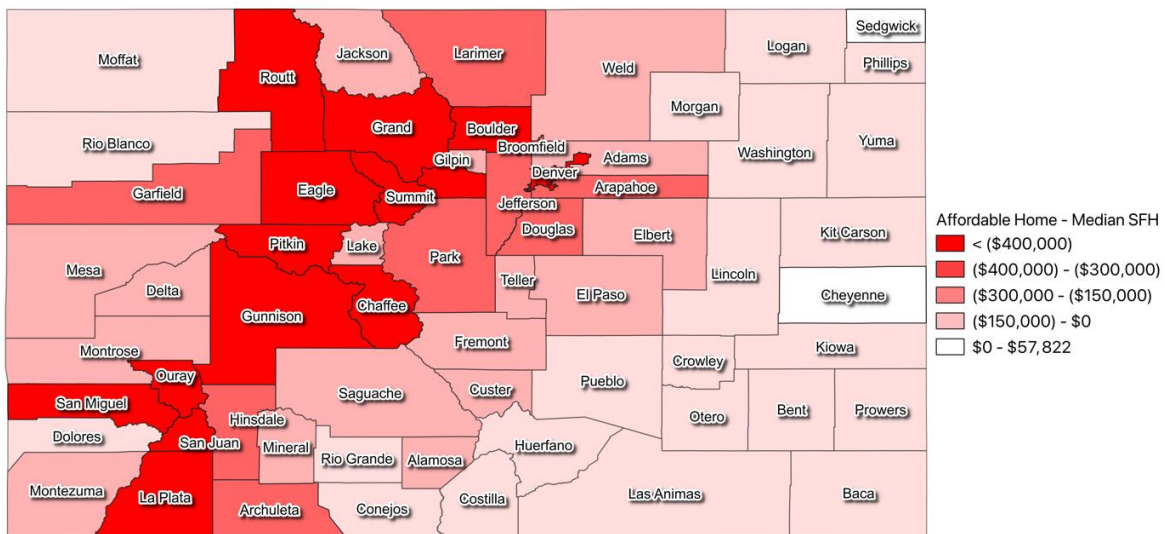 Sedgwick
Moffat
Routt
Jackson
Larimer
Weld
Logan
Phillips
Morgan
Grand
Boulder
Rio Blanco
Broomfield
Washington
Yuma
Gilpin
Adams
Denver
Garfield
Eagle
Summit
Arapahoe
Jefferson
Douglas
Elbert
Kit Carson
Pitkin
Lake
Park
Mesa
Lincoln
Teller
Delta
El Paso
Cheyenne
Gunnison
Chaffee
Fremont
Montrose
Kiowa
Crowley
Ouray
Pueblo
Custer
Saguache
San Miguel
Otero
Bent
Prowers
Hinsdale
Dolores
San Juan
Mineral
Rio Grande
Alamosa
Huerfano
Montezuma
La Plata
Archuleta
Conejos
Costilla
Las Animas
Baca
Affordable Home - Median SFH
< ($400,000)
($400,000) - ($300,000)
($300,000 - ($150,000)
($150,000) - $0
$0 - $57,822